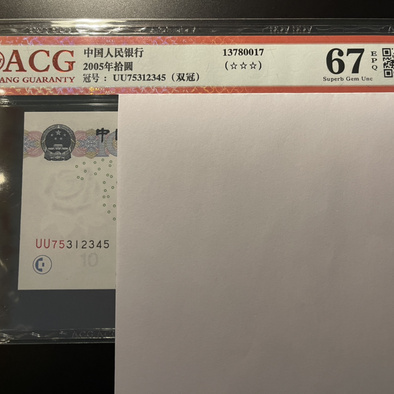 ACG
ANG GUARANTY
中国人民银行
2005年拾圆
冠号：UU75312345（双冠）
13780017
(☆☆☆)
67
EPQ
Superb Gem Unc
中
UU75312345
10